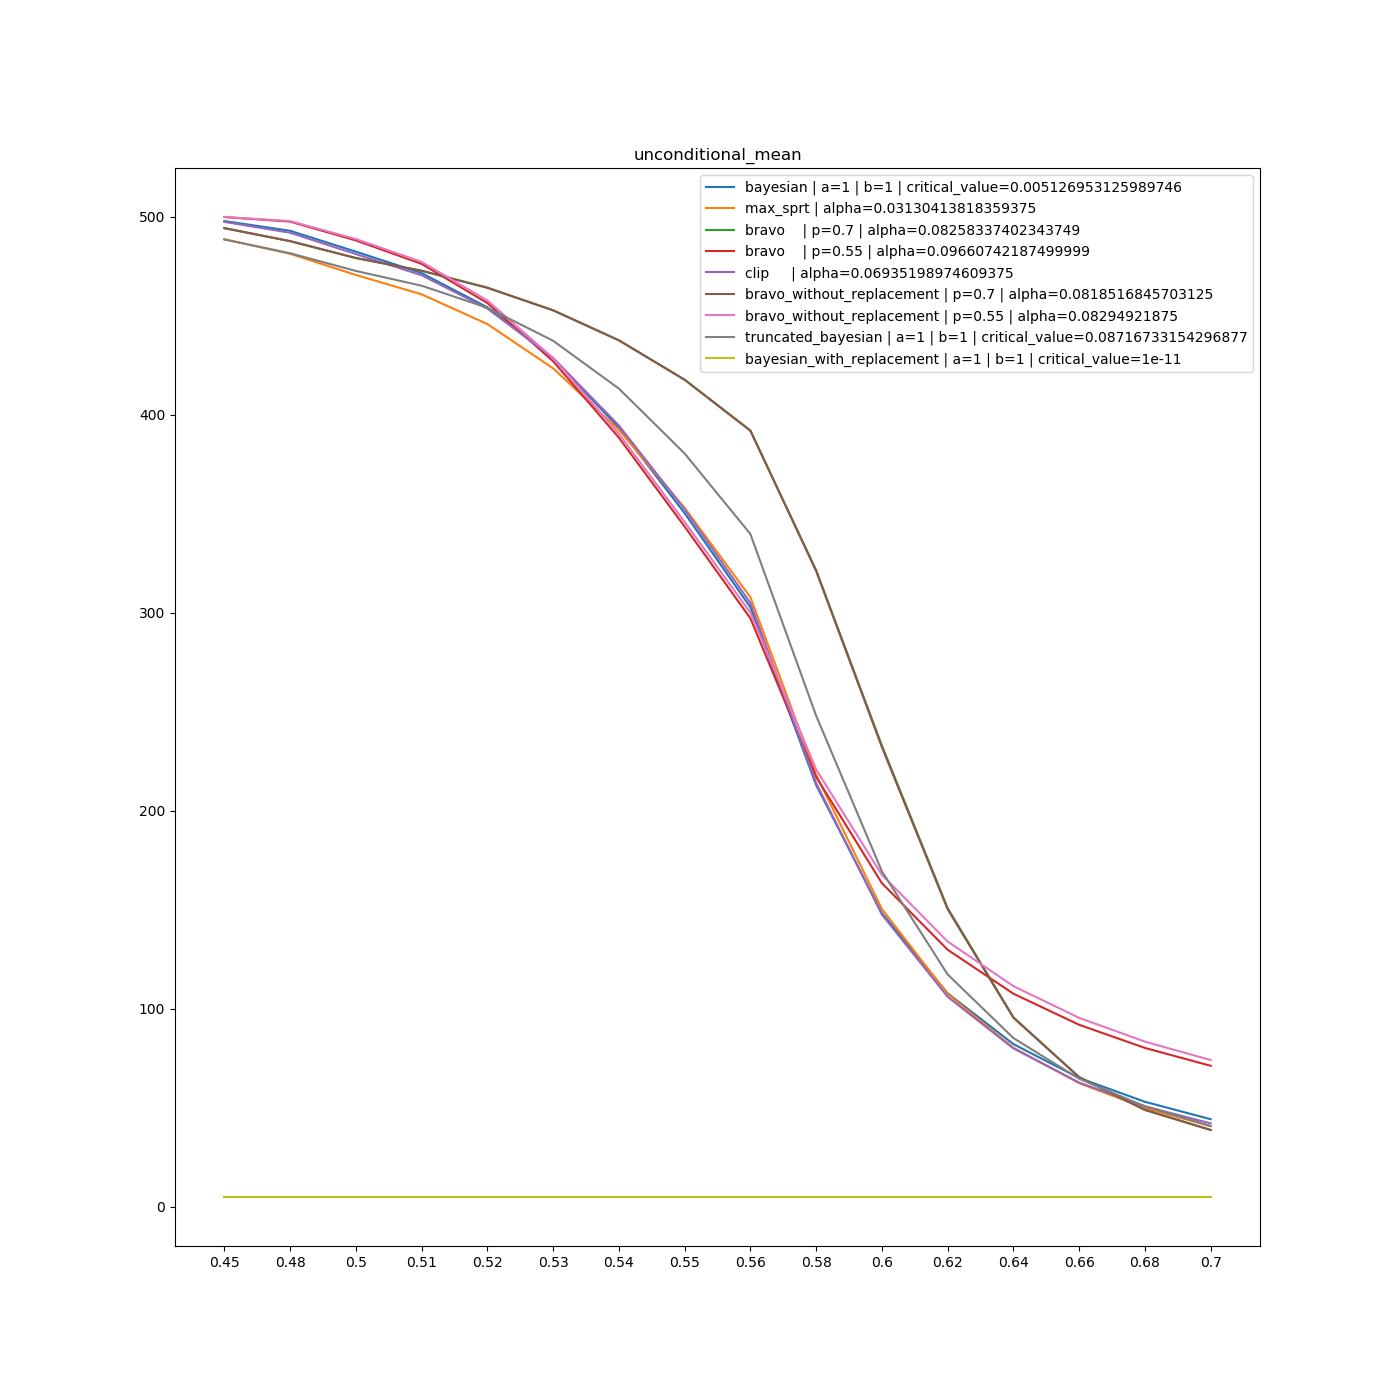 unconditional_mean
bayesian | a=1 | b=1 | critical_value=0.005126953125989746
max_sprt | alpha=0.03130413818359375
bravo    | p=0.7 | alpha=0.08258337402343749
bravo    | p=0.55 | alpha=0.09660742187499999
clip     | alpha=0.06935198974609375
bravo_without_replacement | p=0.7 | alpha=0.0818516845703125
bravo_without_replacement | p=0.55 | alpha=0.08294921875
truncated_bayesian | a=1 | b=1 | critical_value=0.08716733154296877
bayesian_with_replacement | a=1 | b=1 | critical_value=1e-11
500
400
300
200
100
0
0.45 0.48 0.5 0.51 0.52 0.53 0.54 0.55 0.56 0.58 0.6 0.62 0.64 0.66 0.68 0.7